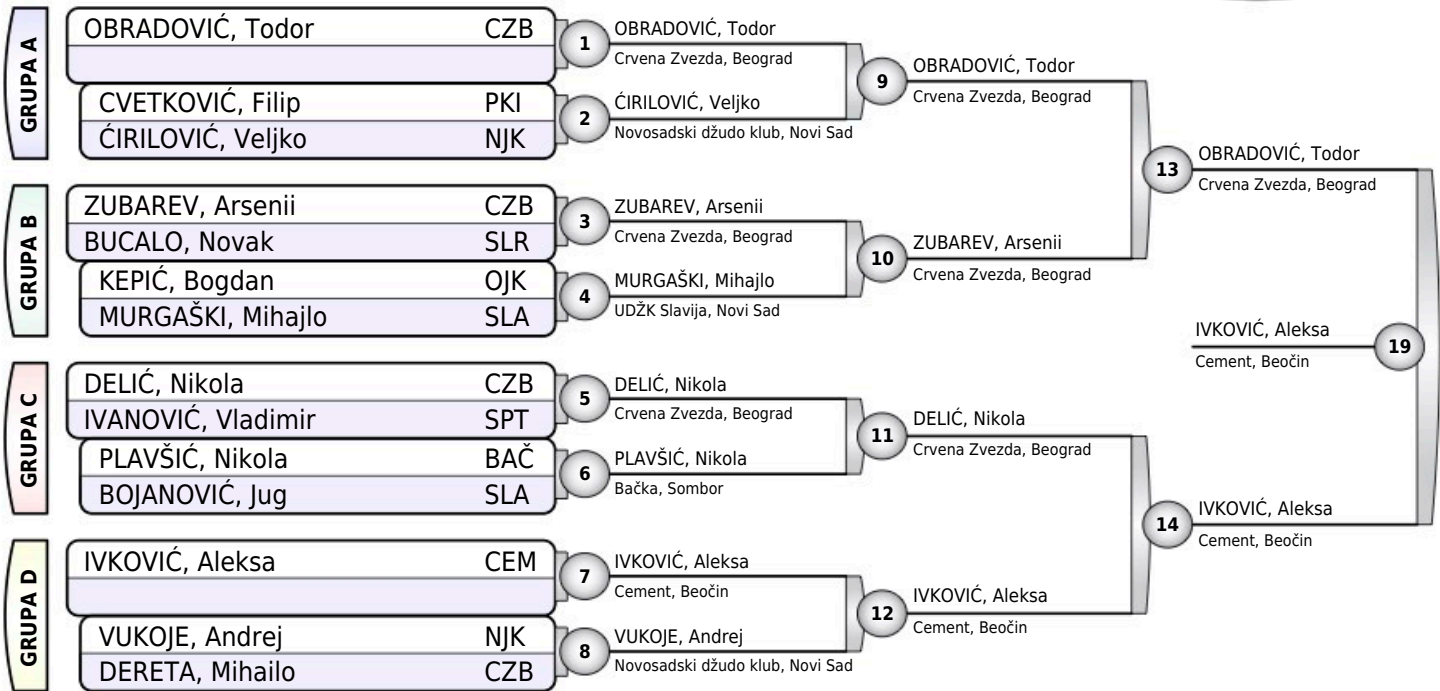 GRUPA A
OBRADOVIĆ, Todor CZB
CVETKOVIĆ, Filip PKI
ĆIRILOVIĆ, Veljko NJK
GRUPA B
ZUBAREV, Arsenii CZB
BUCALO, Novak SLR
KEPIĆ, Bogdan OJK
MURGAŠKI, Mihajlo SLA
GRUPA C
DELIĆ, Nikola CZB
IVANOVIĆ, Vladimir SPT
PLAVŠIĆ, Nikola BAČ
BOJANOVIĆ, Jug SLA
GRUPA D
IVKOVIĆ, Aleksa CEM
VUKOJE, Andrej NJK
DERETA, Mihailo CZB
1
OBRADOVIĆ, Todor
Crvena Zvezda, Beograd
2
ĆIRILOVIĆ, Veljko
Novosadski džudo klub, Novi Sad
3
ZUBAREV, Arsenii
Crvena Zvezda, Beograd
4
MURGAŠKI, Mihajlo
UDŽK Slavija, Novi Sad
5
DELIĆ, Nikola
Crvena Zvezda, Beograd
6
PLAVŠIĆ, Nikola
Bačka, Sombor
7
IVKOVIĆ, Aleksa
Cement, Beočin
8
VUKOJE, Andrej
Novosadski džudo klub, Novi Sad
9
OBRADOVIĆ, Todor
Crvena Zvezda, Beograd
10
ZUBAREV, Arsenii
Crvena Zvezda, Beograd
11
DELIĆ, Nikola
Crvena Zvezda, Beograd
12
IVKOVIĆ, Aleksa
Cement, Beočin
13
OBRADOVIĆ, Todor
Crvena Zvezda, Beograd
14
IVKOVIĆ, Aleksa
Cement, Beočin
IVKOVIĆ, Aleksa
Cement, Beočin
19